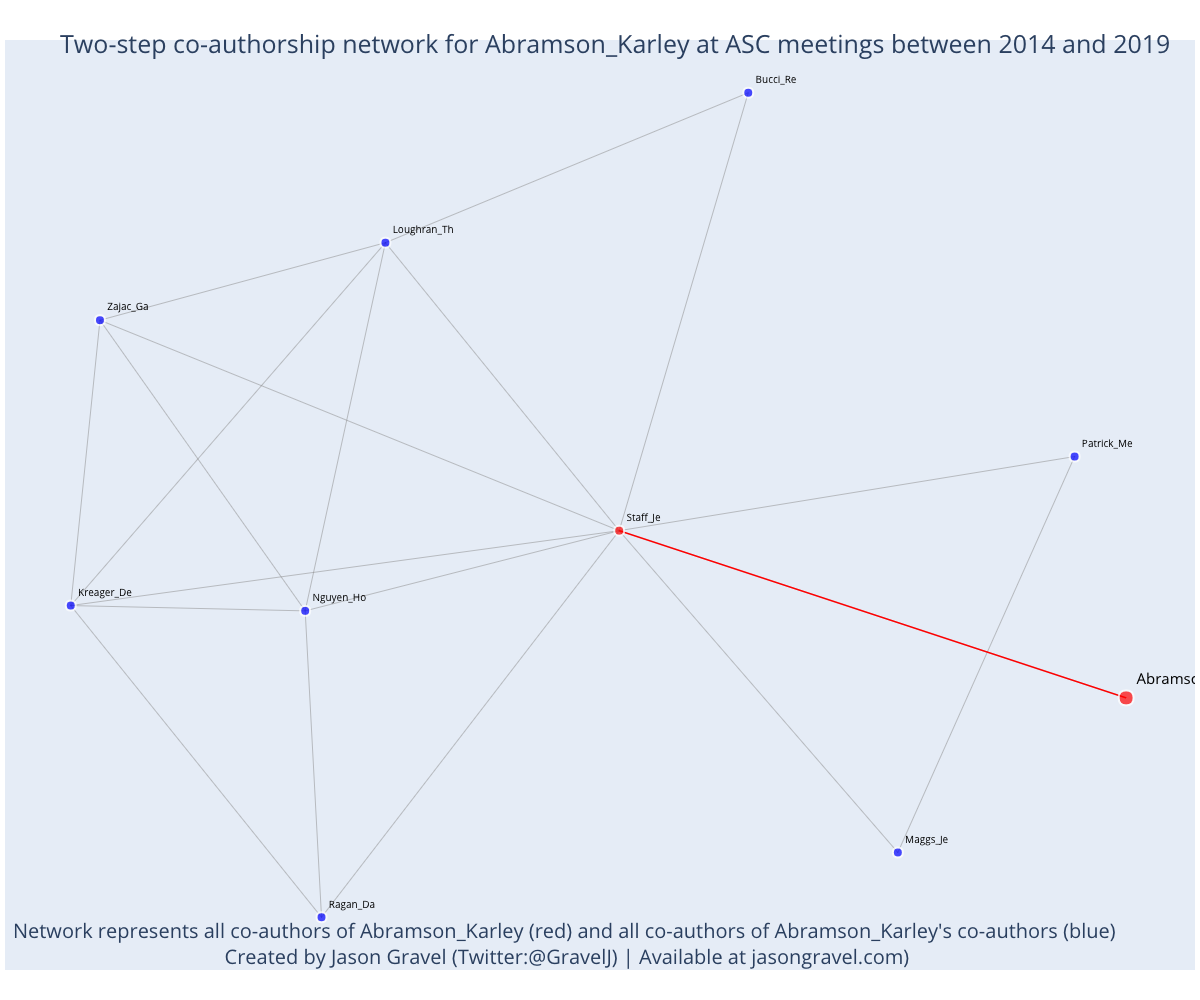 Two-step co-authorship network for Abramson_Karley at ASC meetings between 2014 and 2019
Bucci_Re
Loughran_Th
Zajac_Ga
Patrick_Me
Staff_Je
Kreager_De
Nguyen_Ho
Abramso
Maggs_Je
Ragan_Da
Network represents all co-authors of Abramson_Karley (red) and all co-authors of Abramson_Karley's co-authors (blue)
Created by Jason Gravel (Twitter:@GravelJ) | Available at jasongravel.com)